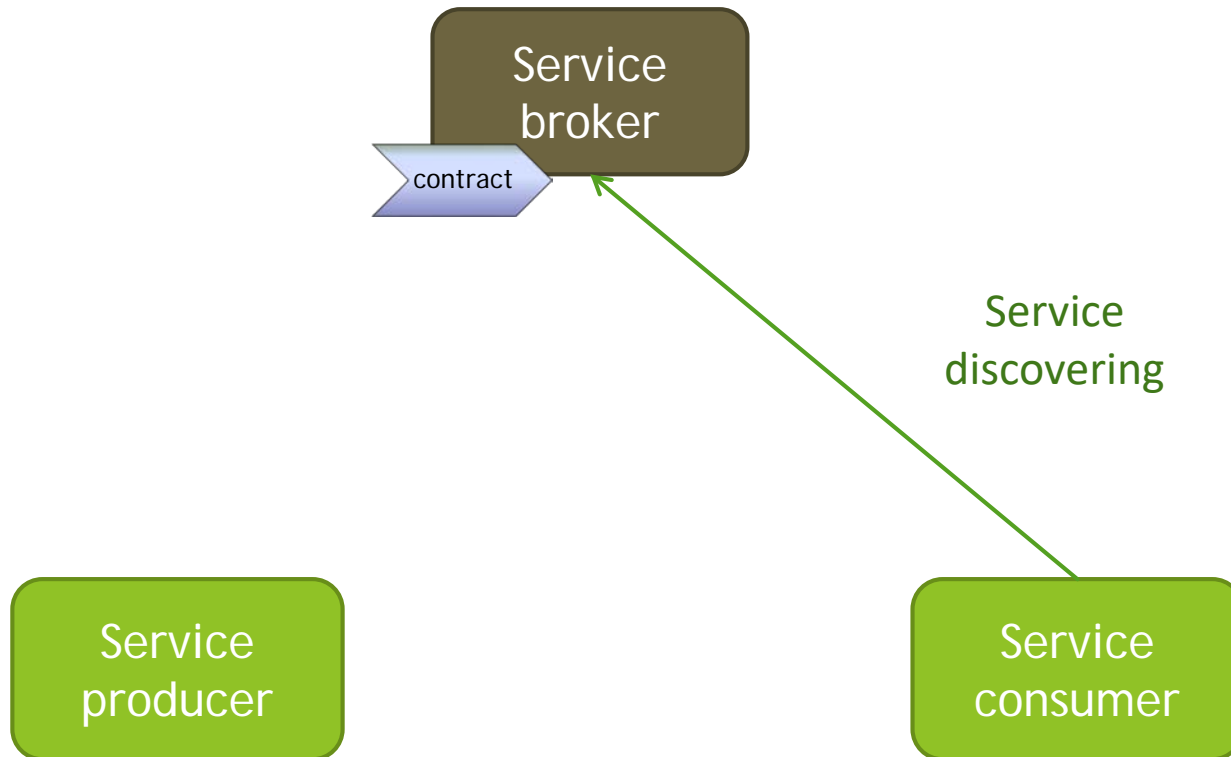 Service
broker
contract
Service
discovering
Service
producer
Service
consumer